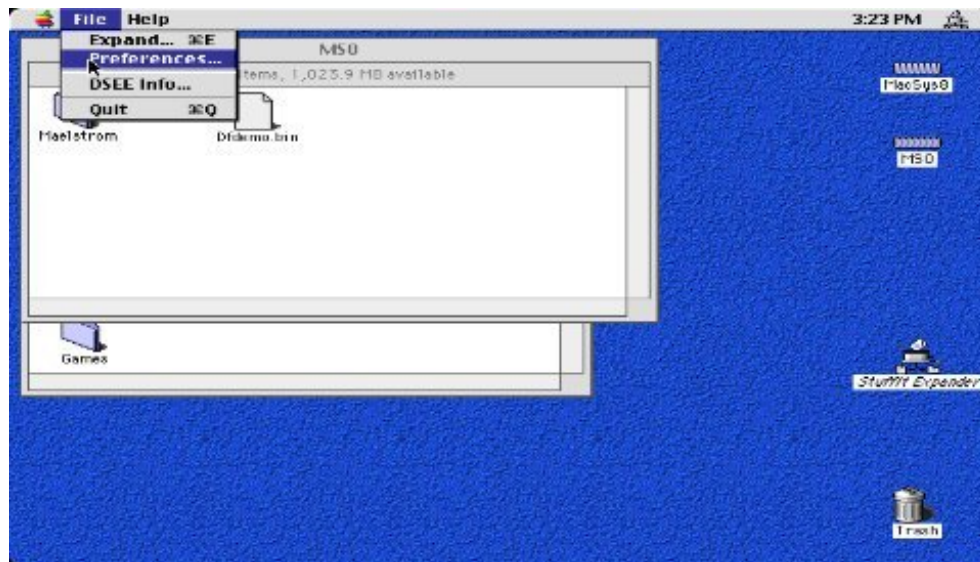 File Help 3:23 PM
Expand... ⌘E
Preferences...
DSEE Info...
Quit ⌘Q
MS0
items, 1,023.9 MB available
Maelstrom
Dfdemo.bin
Games
MacSys8
MS0
StuffIt Expander
Trash